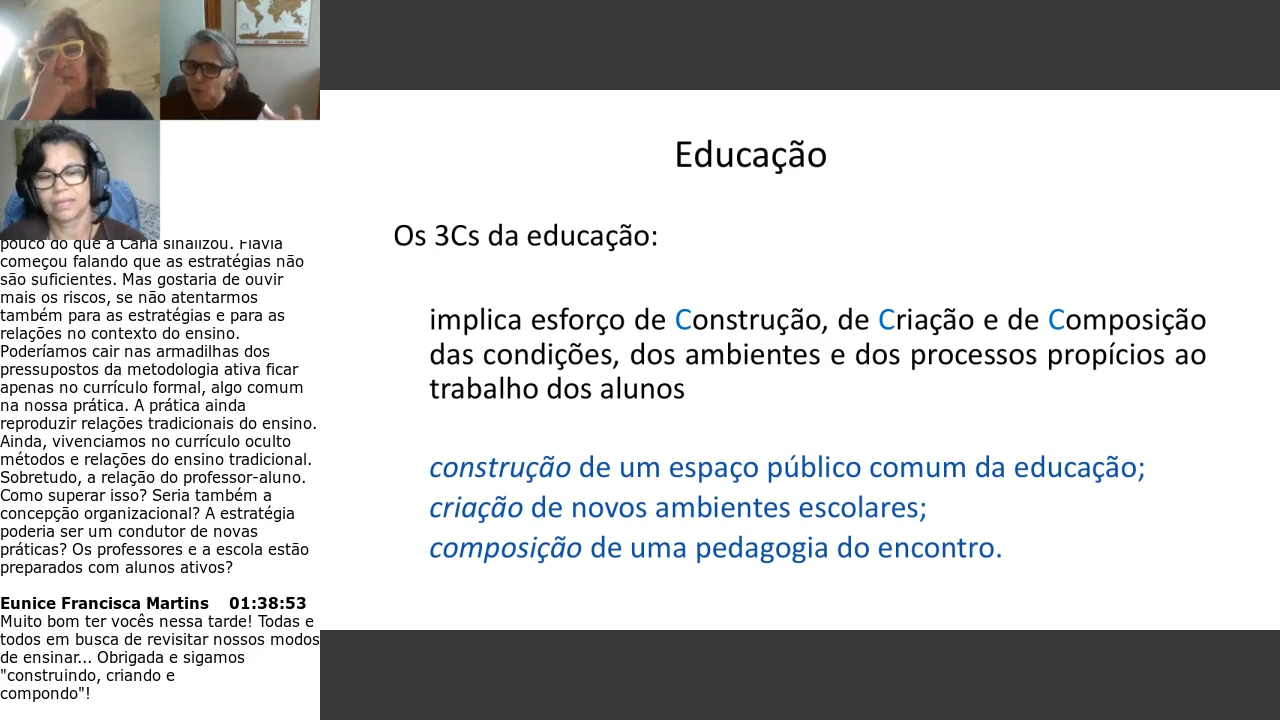 pouco do que a Carla sinalizou. Flávia
começou falando que as estratégias não
são suficientes. Mas gostaria de ouvir
mais os riscos, se não atentarmos
também para as estratégias e para as
relações no contexto do ensino.
Poderíamos cair nas armadilhas dos
pressupostos da metodologia ativa ficar
apenas no currículo formal, algo comum
na nossa prática. A prática ainda
reproduzir relações tradicionais do ensino.
Ainda, vivenciamos no currículo oculto
métodos e relações do ensino tradicional.
Sobretudo, a relação do professor-aluno.
Como superar isso? Seria também a
concepção organizacional? A estratégia
poderia ser um condutor de novas
práticas? Os professores e a escola estão
preparados com alunos ativos?
Eunice Francisca Martins 01:38:53
Muito bom ter vocês nessa tarde! Todas e
todos em busca de revisitar nossos modos
de ensinar... Obrigada e sigamos
"construindo, criando e
compondo"!
Educação
Os 3Cs da educação:
implica esforço de Construção, de Criação e de Composição
das condições, dos ambientes e dos processos propícios ao
trabalho dos alunos
construção de um espaço público comum da educação;
criação de novos ambientes escolares;
composição de uma pedagogia do encontro.